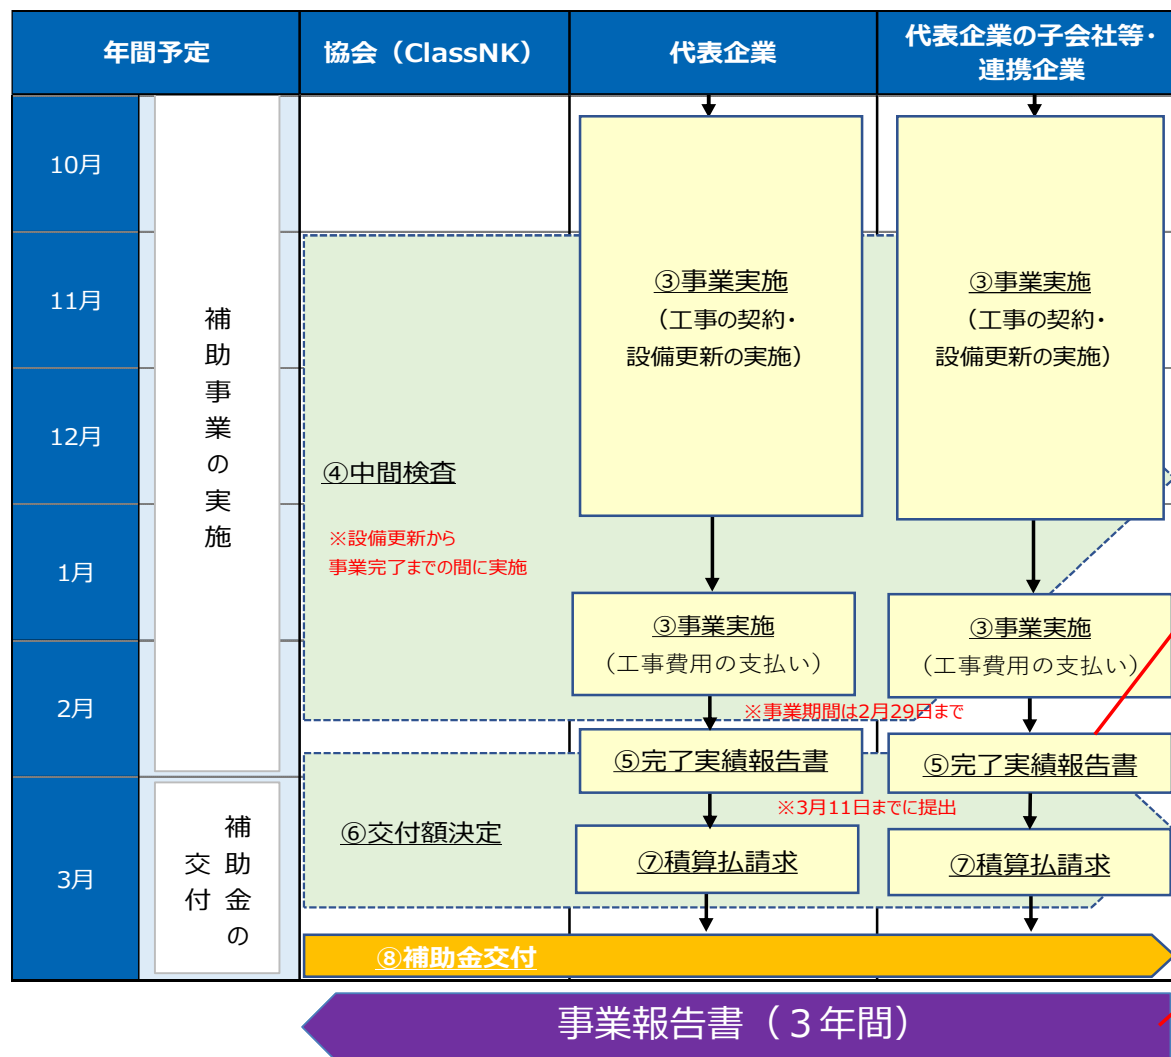 年間予定
協会（ClassNK）
代表企業
代表企業の子会社等・
連携企業
10月
11月
12月
1月
2月
3月
補助事業の実施
補助金の
交付
③事業実施
（工事の契約・
設備更新の実施）
③事業実施
（工事の契約・
設備更新の実施）
④中間検査
※設備更新から
事業完了までの間に実施
③事業実施
（工事費用の支払い）
③事業実施
（工事費用の支払い）
※事業期間は2月29日まで
⑤完了実績報告書
⑤完了実績報告書
※3月11日までに提出
⑥交付額決定
⑦積算払請求
⑦積算払請求
⑧補助金交付
事業報告書（３年間）